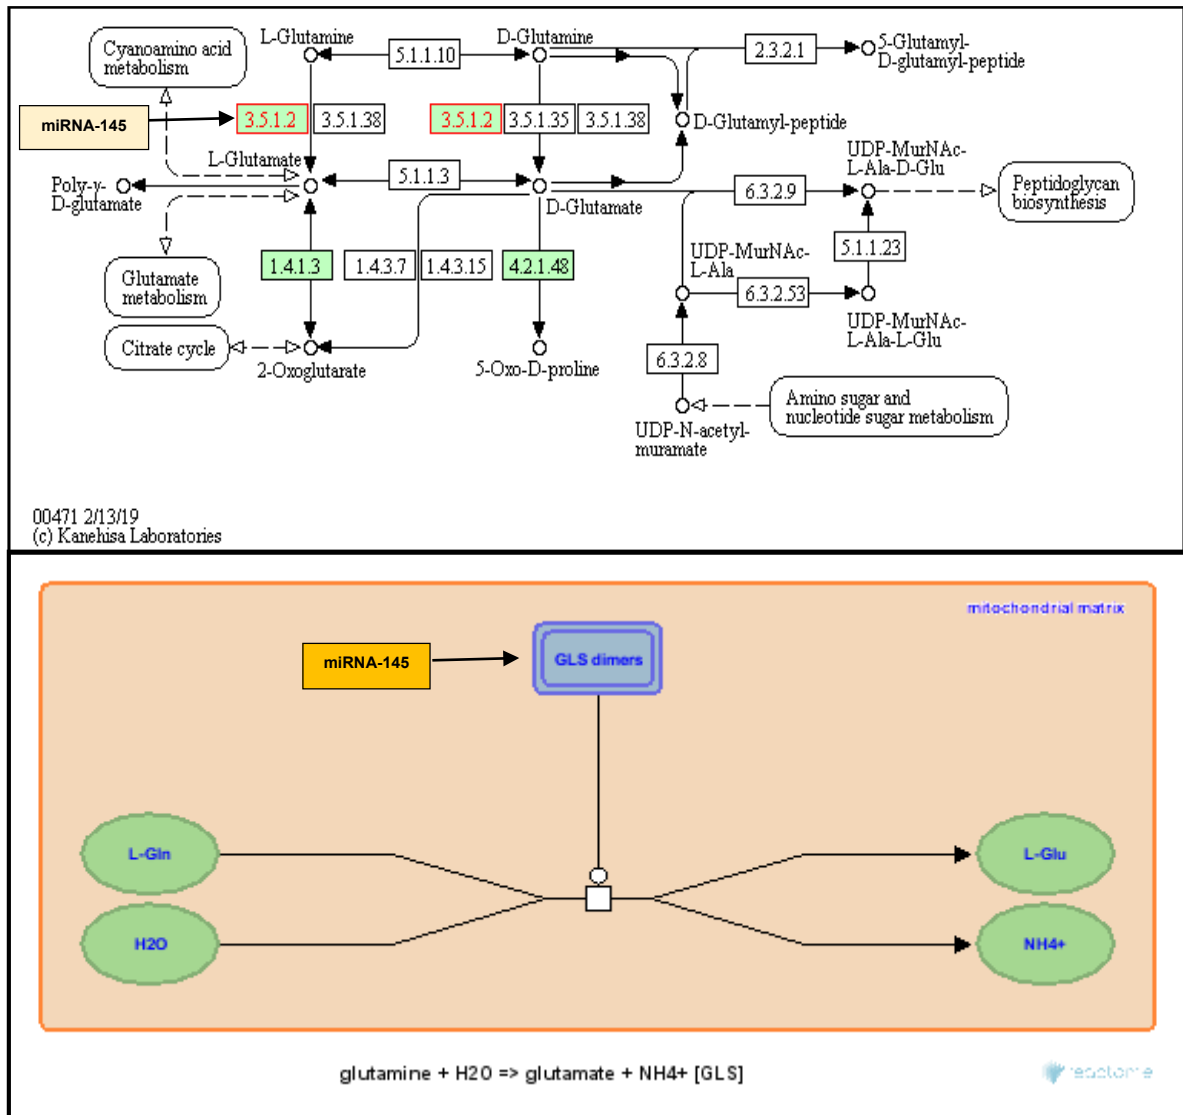 Cyanoamino acid
metabolism
L-Glutamine
5.1.1.10
D-Glutamine
2.3.2.1
5-Glutamyl-
D-glutamyl-peptide
miRNA-145
3.5.1.2
3.5.1.38
3.5.1.2
3.5.1.35
3.5.1.38
D-Glutamyl-peptide
L-Glutamate
UDP-MurNAc-
L-Ala-D-Glu
Poly-γ-
D-glutamate
5.1.1.3
D-Glutamate
6.3.2.9
Peptidoglycan
biosynthesis
Glutamate
metabolism
1.4.1.3
1.4.3.7
1.4.3.15
4.2.1.48
UDP-MurNAc-
L-Ala
5.1.1.23
6.3.2.53
Citrate cycle
2-Oxoglutarate
5-Oxo-D-proline
UDP-MurNAc-
L-Ala-L-Glu
6.3.2.8
Amino sugar and
nucleotide sugar metabolism
UDP-N-acetyl-
muramate
00471 2/13/19
(c) Kanehisa Laboratories
mitochondrial matrix
miRNA-145
GLS dimers
L-Gln
L-Glu
H2O
NH4+
glutamine + H2O => glutamate + NH4+ [GLS]
reactome